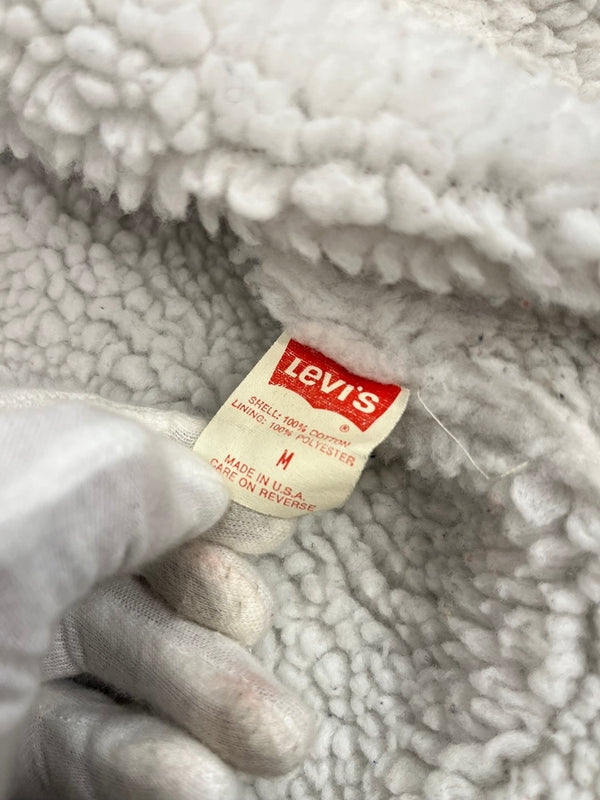 Levi's
®
SHELL: 100% COTTON
LINING: 100% POLYESTER
M
MADE IN U.S.A.
CARE ON REVERSE